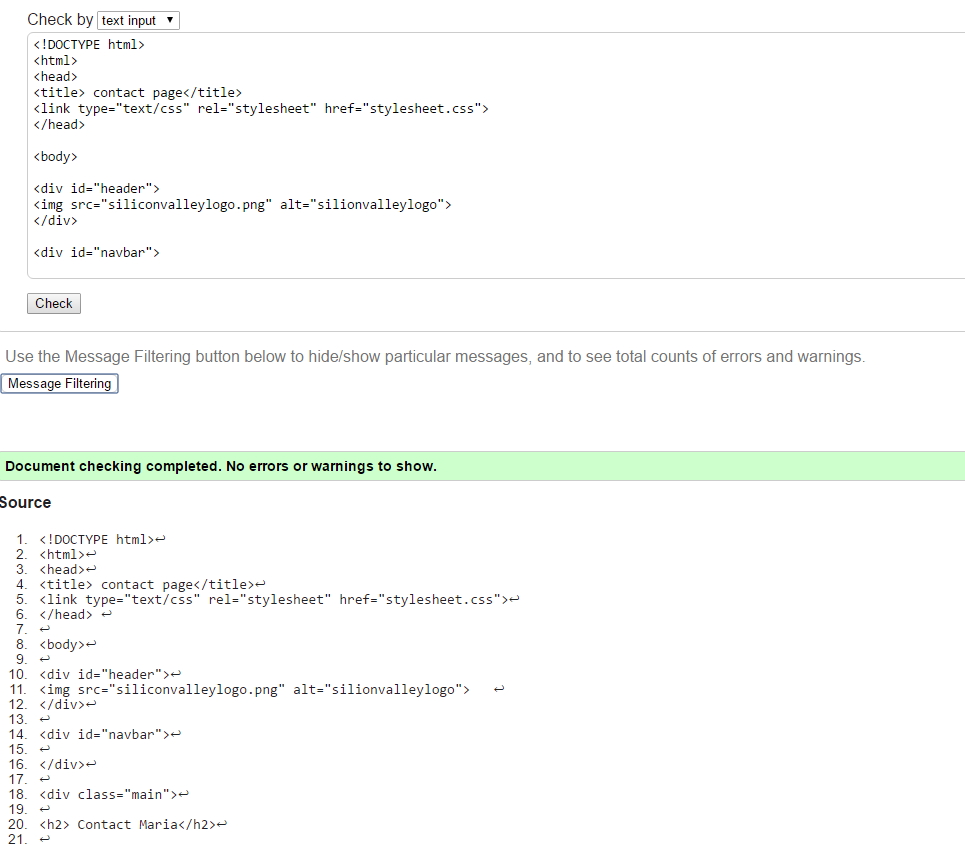 Check by text input ▼
<!DOCTYPE html>
<html>
<head>
<title> contact page</title>
<link type="text/css" rel="stylesheet" href="stylesheet.css">
</head>
<body>
<div id="header">
<img src="siliconvalleylogo.png" alt="silionvalleylogo">
</div>
<div id="navbar">
Check
Use the Message Filtering button below to hide/show particular messages, and to see total counts of errors and warnings.
Message Filtering
Document checking completed. No errors or warnings to show.
Source
1. <!DOCTYPE html>↩
2. <html>↩
3. <head>↩
4. <title> contact page</title>↩
5. <link type="text/css" rel="stylesheet" href="stylesheet.css">↩
6. </head> ↩
7. ↩
8. <body>↩
9. ↩
10. <div id="header">↩
11. <img src="siliconvalleylogo.png" alt="silionvalleylogo">   ↩
12. </div>↩
13. ↩
14. <div id="navbar">↩
15. ↩
16. </div>↩
17. ↩
18. <div class="main">↩
19. ↩
20. <h2> Contact Maria</h2>↩
21. ↩